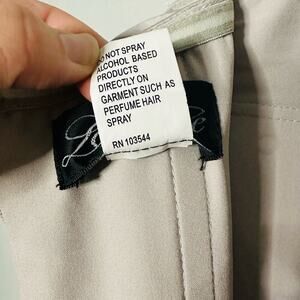 DO NOT SPRAY
ALCOHOL BASED
PRODUCTS
DIRECTLY ON
GARMENT SUCH AS
PERFUME HAIR
SPRAY
RN 103544